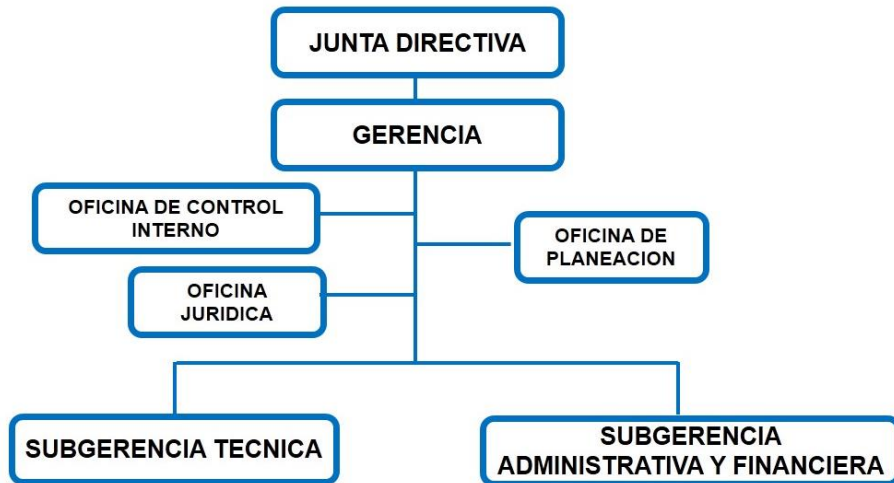 JUNTA DIRECTIVA
GERENCIA
OFICINA DE CONTROL
INTERNO
OFICINA DE
PLANEACION
OFICINA
JURIDICA
SUBGERENCIA TECNICA
SUBGERENCIA
ADMINISTRATIVA Y FINANCIERA